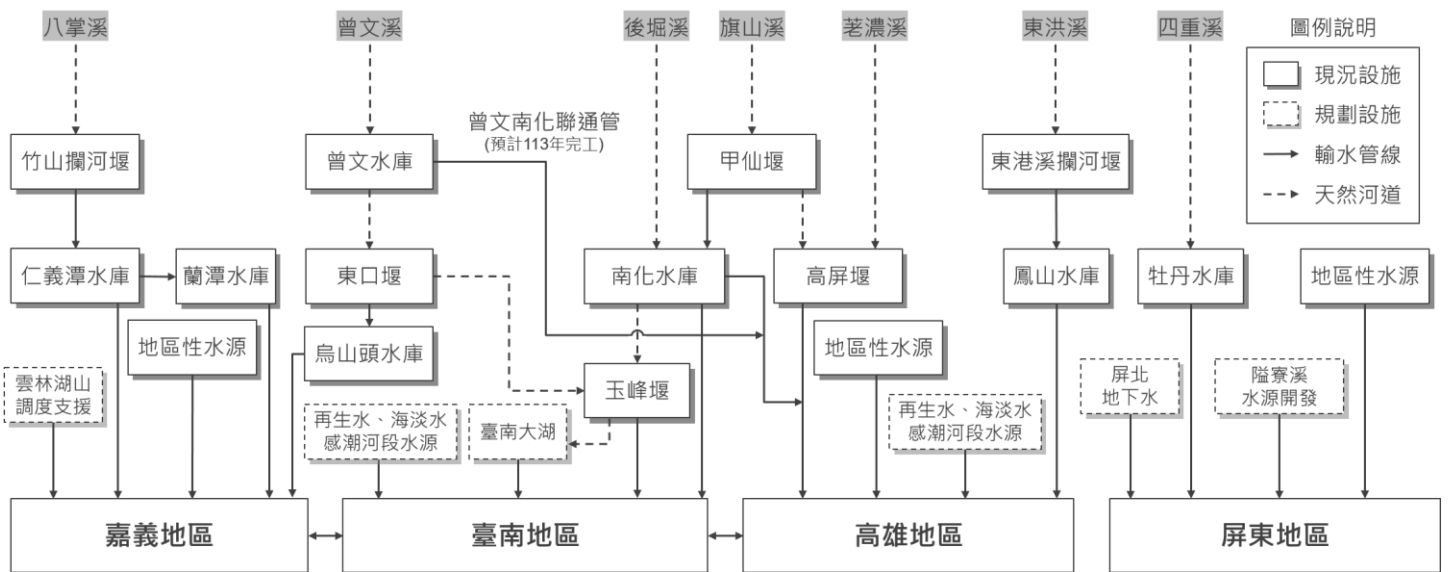 八掌溪
曾文溪
後堀溪
旗山溪
荖濃溪
東洪溪
四重溪
圖例說明
現況設施
規劃設施
輸水管線
天然河道
曾文南化聯通管
(預計113年完工)
竹山攔河堰
曾文水庫
甲仙堰
東港溪攔河堰
仁義潭水庫
蘭潭水庫
東口堰
南化水庫
高屏堰
鳳山水庫
牡丹水庫
地區性水源
地區性水源
烏山頭水庫
地區性水源
雲林湖山
調度支援
玉峰堰
屏北
地下水
隘寮溪
水源開發
再生水、海淡水
感潮河段水源
臺南大湖
再生水、海淡水
感潮河段水源
嘉義地區
臺南地區
高雄地區
屏東地區